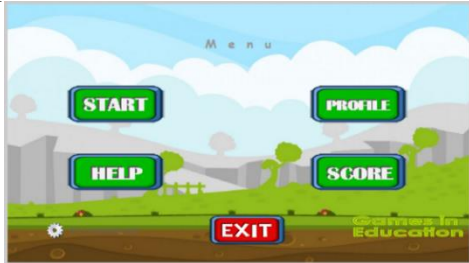 Menu
START
PROFILE
HELP
SCORE
EXIT
Games In
Education